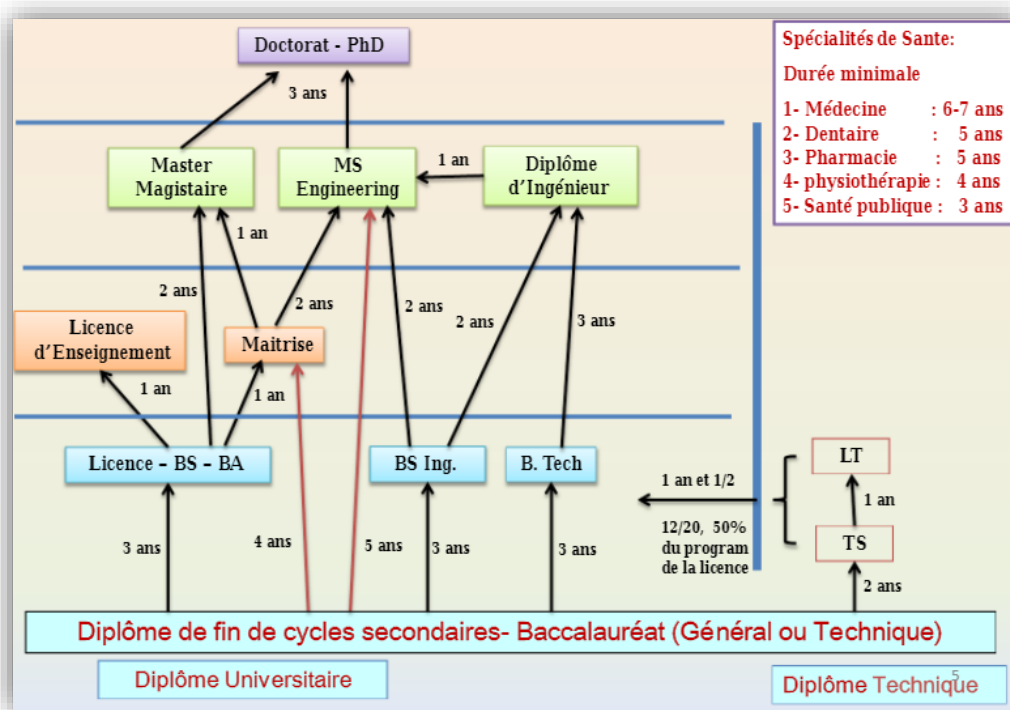 Doctorat - PhD
3 ans
Master
Magistaire
MS
Engineering
1 an
Diplôme
d'Ingénieur
Spécialités de Sante:
Durée minimale
1- Médecine : 6-7 ans
2- Dentaire : 5 ans
3- Pharmacie : 5 ans
4- physiothérapie : 4 ans
5- Santé publique : 3 ans
1 an
2 ans
2 ans
2 ans
2 ans
3 ans
Licence
d'Enseignement
Maitrise
1 an
1 an
Licence – BS – BA
BS Ing.
B. Tech
LT
1 an et 1/2
1 an
12/20, 50%
du program
de la licence
TS
3 ans
4 ans
5 ans
3 ans
3 ans
2 ans
Diplôme de fin de cycles secondaires- Baccalauréat (Général ou Technique)
Diplôme Universitaire
Diplôme Technique
5